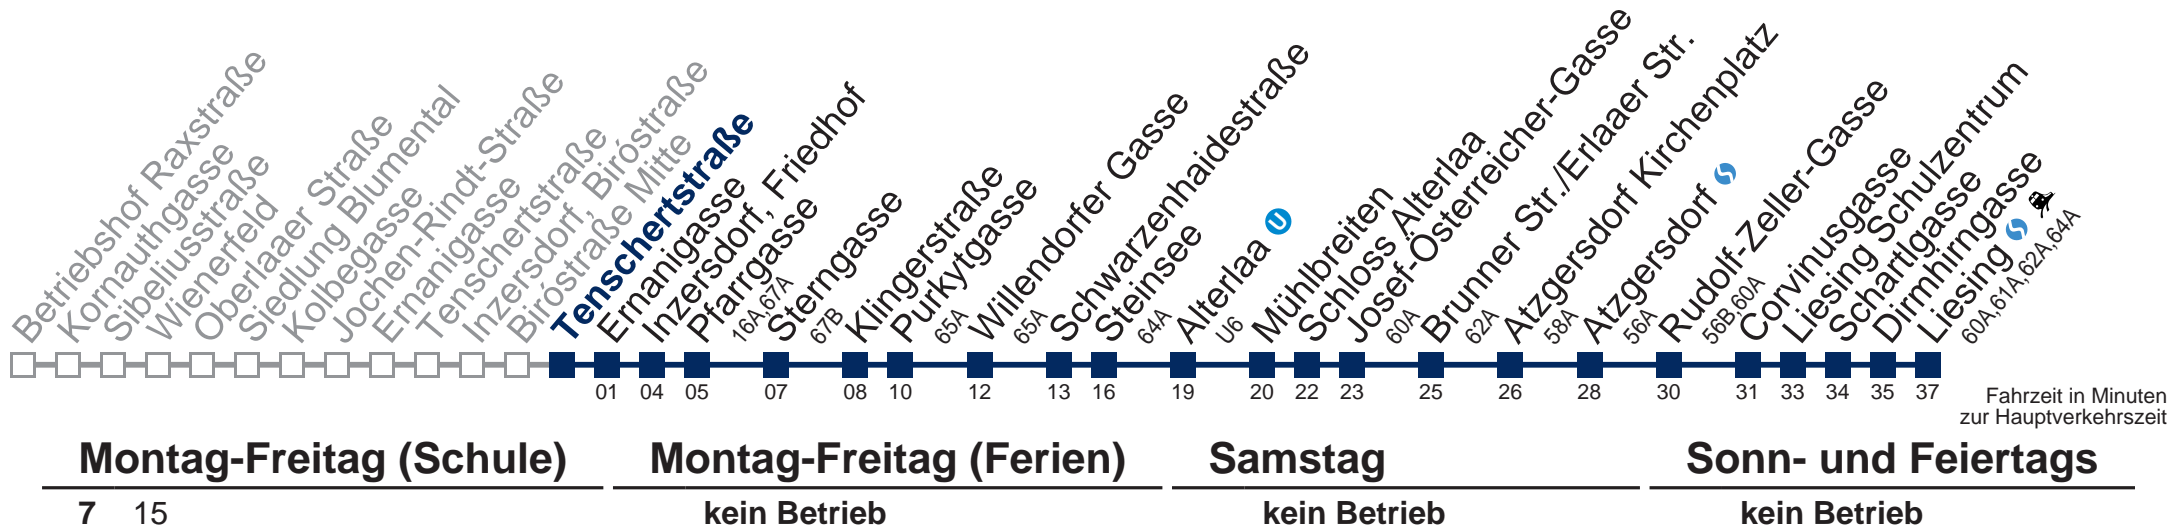 Betriebshof Raxstraße
Kornauthgasse
Sibeliusstraße
Wienerfeld
Oberlaaer Straße
Siedlung Blumental
Kolbegasse
Jochen-Rindt-Straße
Ernanigasse
Tenschertstraße
Inzersdorf, Biróstraße
Biróstraße Mitte
Tenschertstraße
Ernanigasse
Inzersdorf, Friedhof
Pfarrgasse
16A,67A
Sterngasse
67B
Klingerstraße
Purkytgasse
65A
Willendorfer Gasse
65A
Schwarzenhaidestraße
Steinsee
64A
Alterlaa U
U6
Mühlbreiten
Schloss Alterlaa
Josef-Österreicher-Gasse
60A
Brunner Str./Erlaaer Str.
62A
Atzgersdorf Kirchenplatz
58A
Atzgersdorf
56A
Rudolf-Zeller-Gasse
56B,60A
Corvinusgasse
Liesing Schulzentrum
Schartlgasse
Dirmhirngasse
Liesing
60A,61A,62A,64A
01 04 05 07 08 10 12 13 16 19 20 22 23 25 26 28 30 31 33 34 35 37
Fahrzeit in Minuten
zur Hauptverkehrszeit
Montag-Freitag (Schule) Montag-Freitag (Ferien) Samstag Sonn- und Feiertags
7 15 kein Betrieb kein Betrieb kein Betrieb